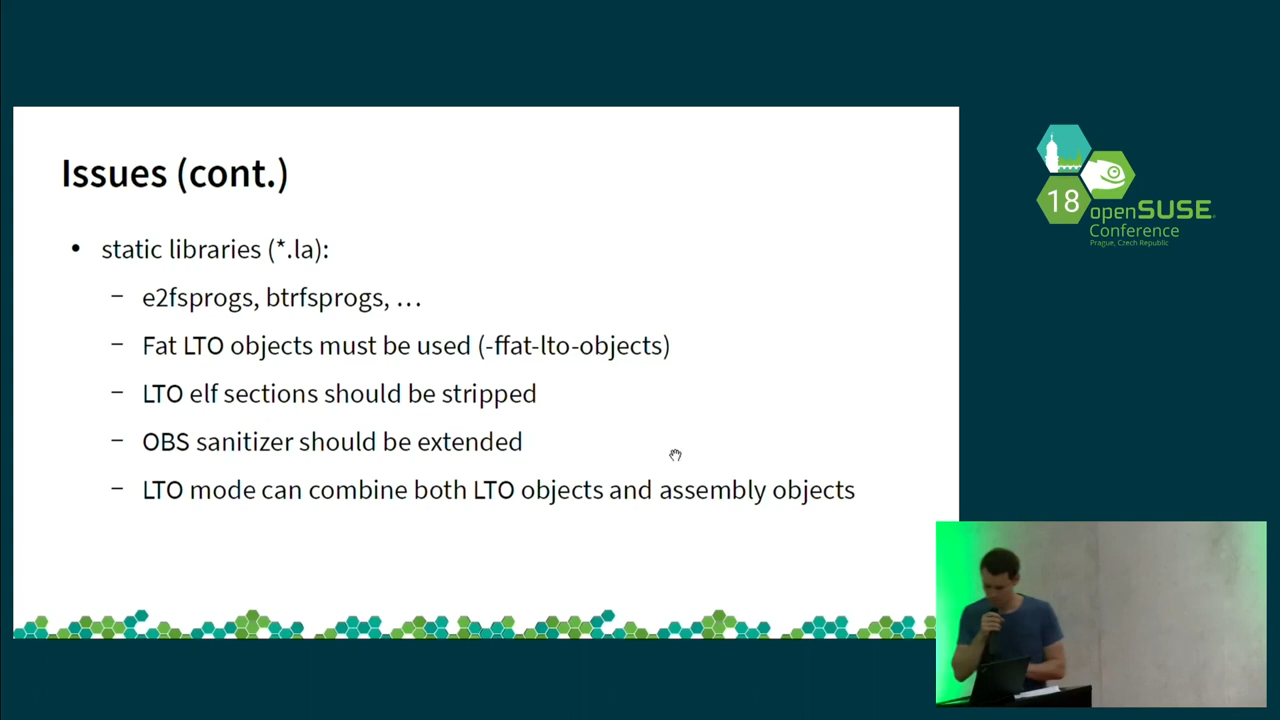 Issues (cont.)
• static libraries (*.la):
– e2fsprogs, btrfsprogs, …
– Fat LTO objects must be used (-ffat-lto-objects)
– LTO elf sections should be stripped
– OBS sanitizer should be extended
– LTO mode can combine both LTO objects and assembly objects
18
openSUSE
Conference
Prague, Czech Republic